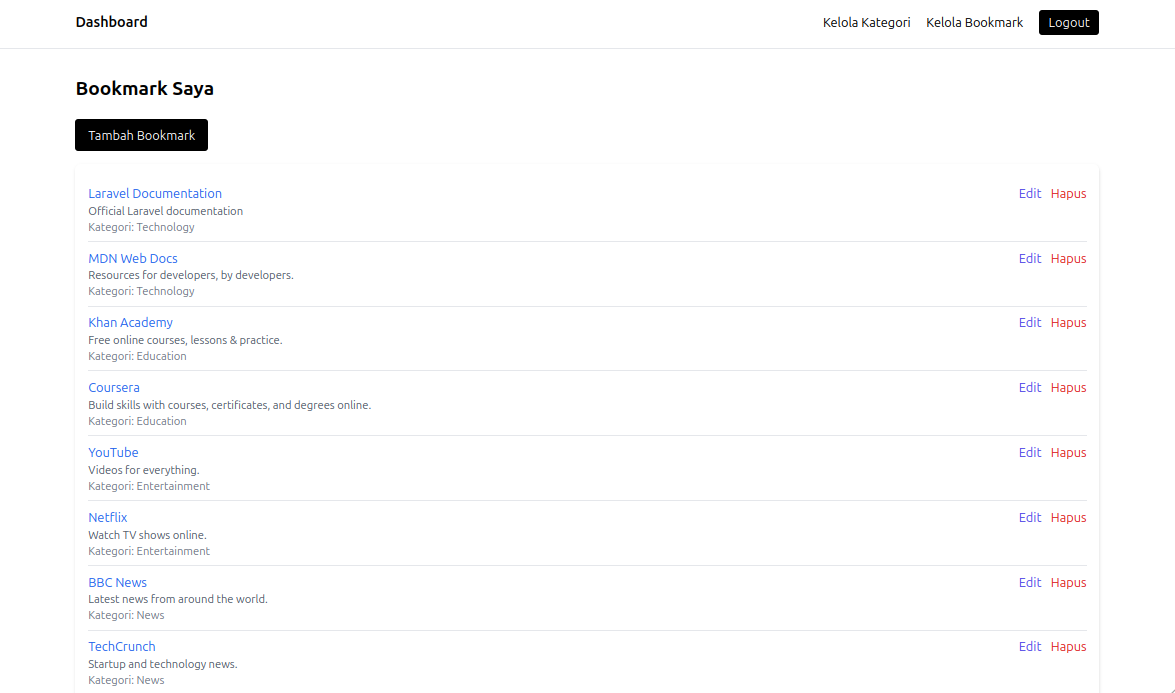 Dashboard
Kelola Kategori Kelola Bookmark Logout
Bookmark Saya
Tambah Bookmark
Laravel Documentation Edit Hapus
Official Laravel documentation
Kategori: Technology
MDN Web Docs Edit Hapus
Resources for developers, by developers.
Kategori: Technology
Khan Academy Edit Hapus
Free online courses, lessons & practice.
Kategori: Education
Coursera Edit Hapus
Build skills with courses, certificates, and degrees online.
Kategori: Education
YouTube Edit Hapus
Videos for everything.
Kategori: Entertainment
Netflix Edit Hapus
Watch TV shows online.
Kategori: Entertainment
BBC News Edit Hapus
Latest news from around the world.
Kategori: News
TechCrunch Edit Hapus
Startup and technology news.
Kategori: News